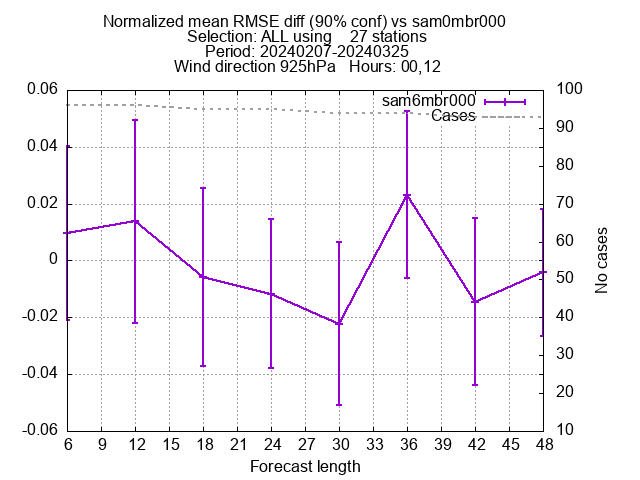 Normalized mean RMSE diff (90% conf) vs sam0mbr000
Selection: ALL using    27 stations
Period: 20240207-20240325
Wind direction 925hPa   Hours: 00,12
sam6mbr000
Cases
0.06
0.04
0.02
0
-0.02
-0.04
-0.06
100
90
80
70
60
50
40
30
20
10
No cases
6 9 12 15 18 21 24 27 30 33 36 39 42 45 48
Forecast length